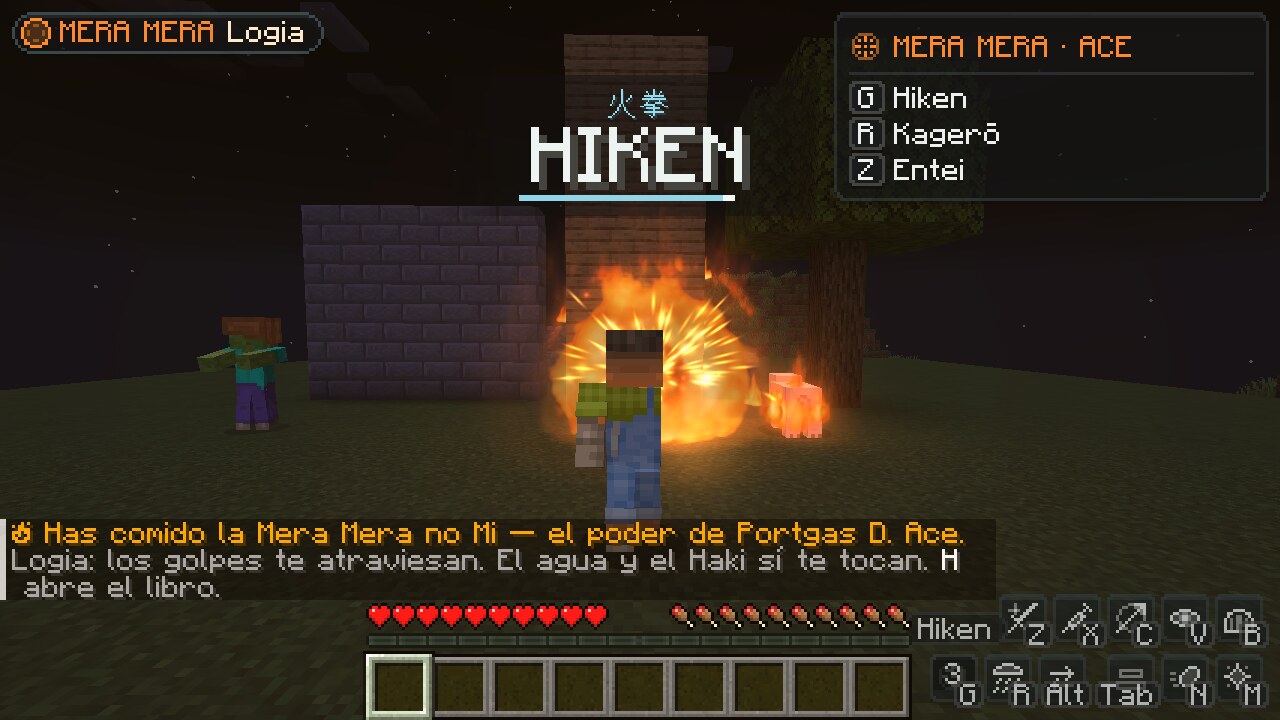 MERA MERA Logia
MERA MERA · ACE
G Hiken
R Kagerō
Z Entei
火拳
HIKEN
Has comido la Mera Mera no Mi — el poder de Portgas D. Ace.
Logia: los golpes te atraviesan. El agua y el Haki sí te tocan. H
abre el libro.
Hiken Z X C V B
G R Alt Tab N M